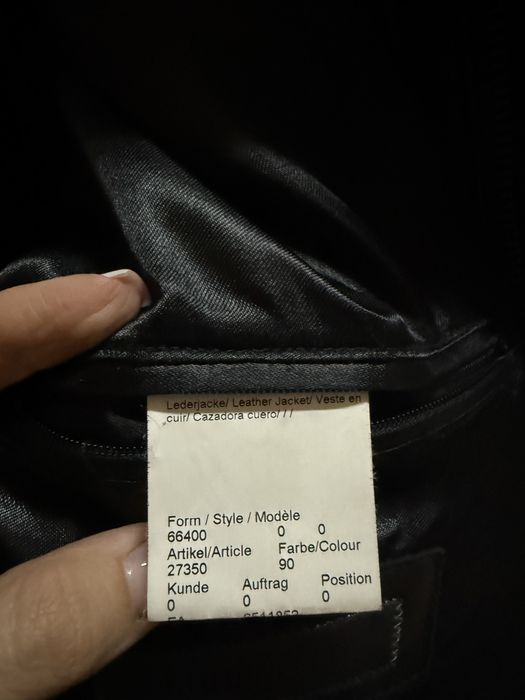 Lederjacke/ Leather Jacket/ Veste en
cuir/ Cazadora cuero/ / /
Form / Style / Modèle
66400 0 0
Artikel/Article Farbe/Colour
27350 90
Kunde Auftrag Position
0 0 0